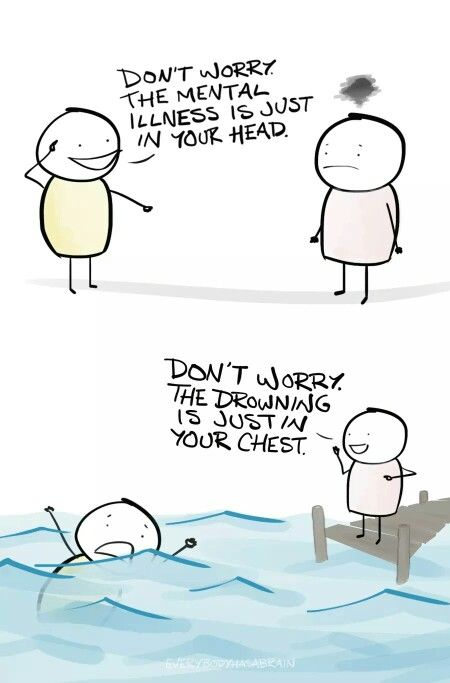 DON'T WORRY.
THE MENTAL
ILLNESS IS JUST
IN YOUR HEAD.
DON'T WORRY.
THE DROWNING
IS JUST IN
YOUR CHEST.
EVERYBODYHASABRAIN